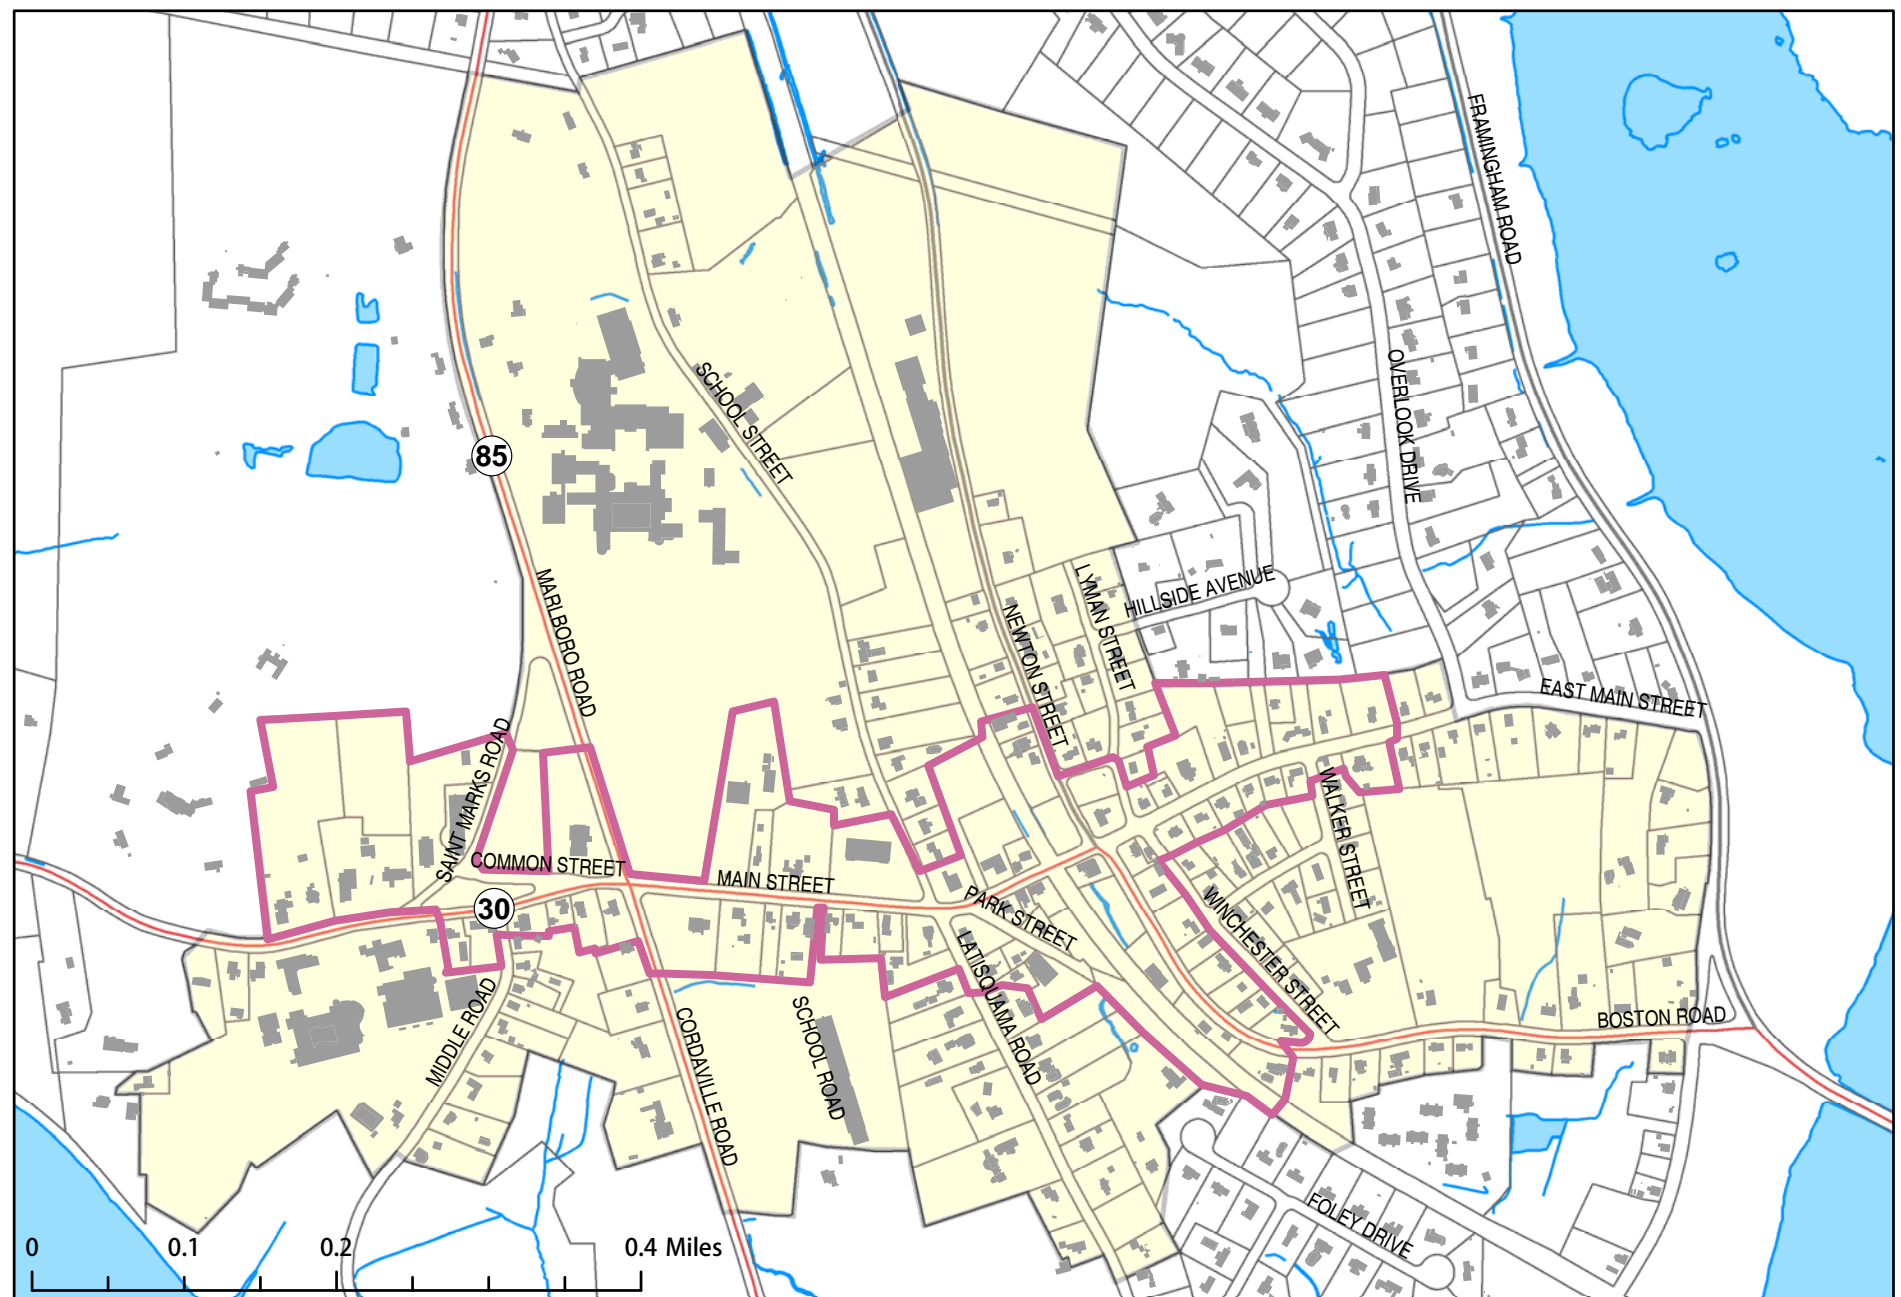 FRAMINGHAM ROAD
OVERLOOK DRIVE
SCHOOL STREET
85
MARLBORO ROAD
LYMAN STREET
HILLSIDE AVENUE
NEWTON STREET
EAST MAIN STREET
SAINT MARKS ROAD
WALKER STREET
COMMON STREET
MAIN STREET
30
PARK STREET
WINCHESTER STREET
LATISQUAMA ROAD
MIDDLE ROAD
CORDAVILLE ROAD
SCHOOL ROAD
BOSTON ROAD
FOLEY DRIVE
0 0.1 0.2 0.4 Miles